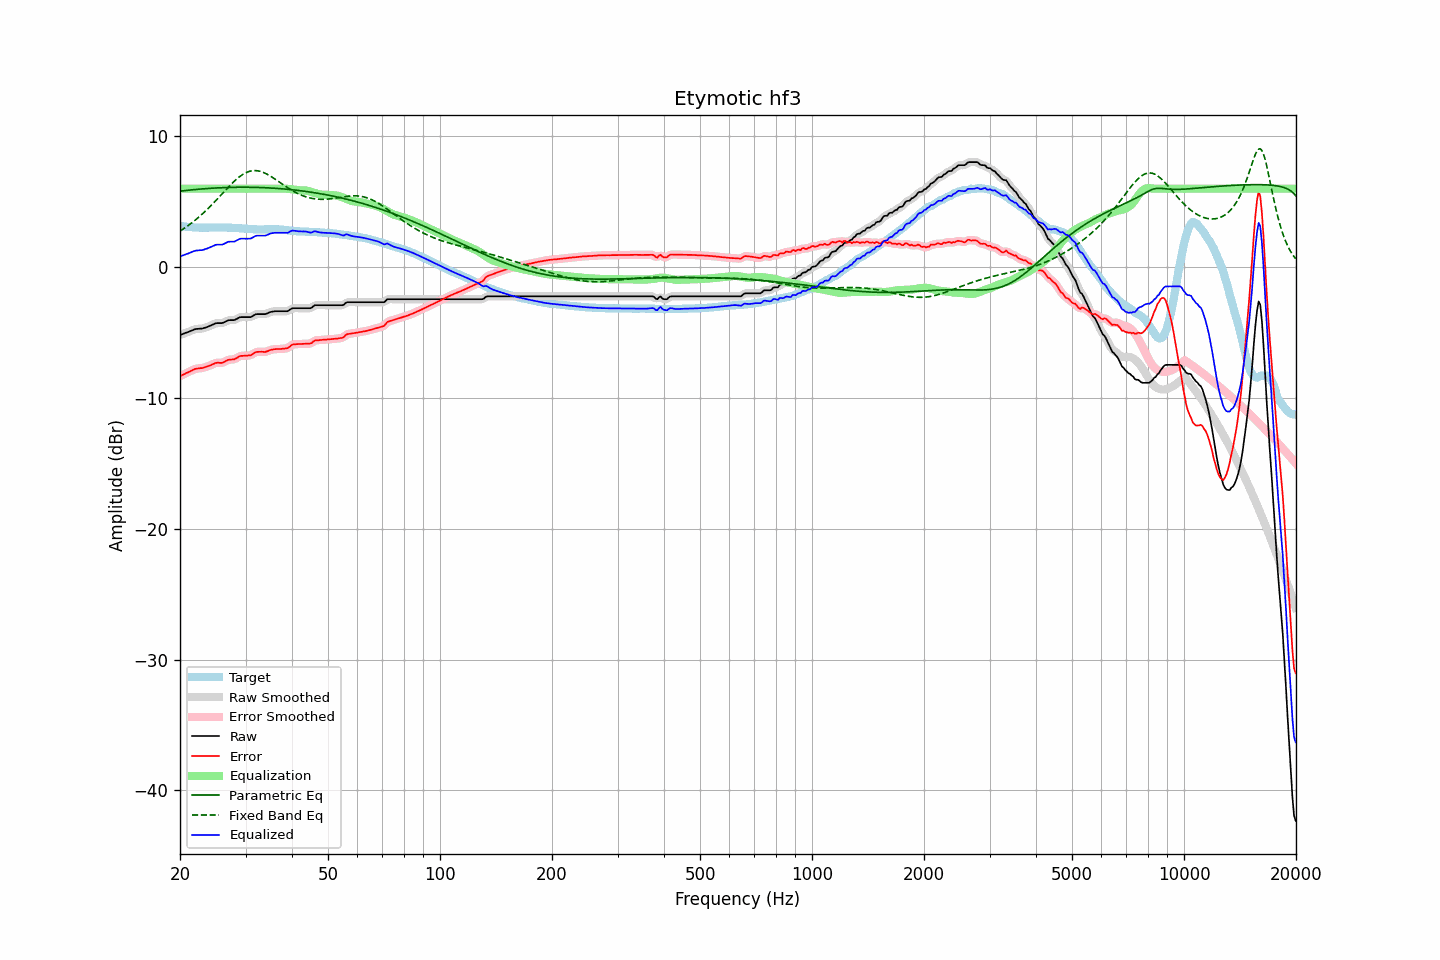 Etymotic hf3
10
0
−10
−20
−30
−40
Amplitude (dBr)
Target
Raw Smoothed
Error Smoothed
Raw
Error
Equalization
Parametric Eq
Fixed Band Eq
Equalized
20 50 100 200 500 1000 2000 5000 10000 20000
Frequency (Hz)